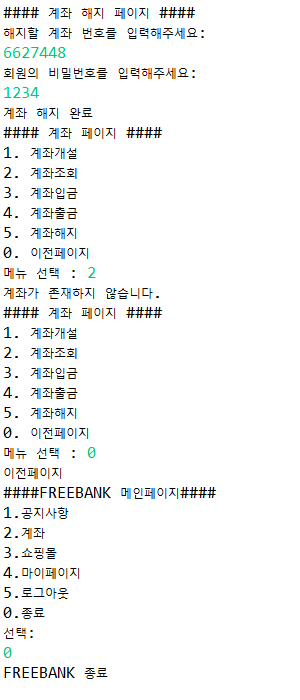 #### 계좌 해지 페이지 ####
해지할 계좌 번호를 입력해주세요:
6627448
회원의 비밀번호를 입력해주세요:
1234
계좌 해지 완료
#### 계좌 페이지 ####
1. 계좌개설
2. 계좌조회
3. 계좌입금
4. 계좌출금
5. 계좌해지
0. 이전페이지
메뉴 선택 : 2
계좌가 존재하지 않습니다.
#### 계좌 페이지 ####
1. 계좌개설
2. 계좌조회
3. 계좌입금
4. 계좌출금
5. 계좌해지
0. 이전페이지
메뉴 선택 : 0
이전페이지
####FREEBANK 메인페이지####
1.공지사항
2.계좌
3.쇼핑몰
4.마이페이지
5.로그아웃
0.종료
선택:
0
FREEBANK 종료